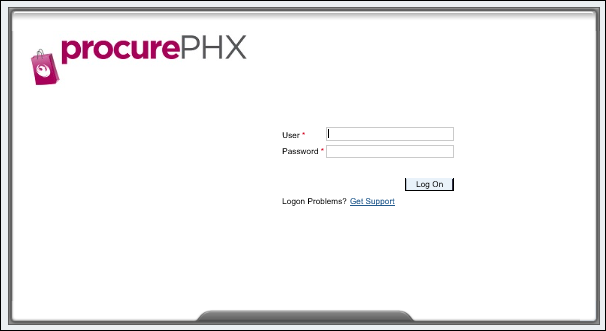 procurePHX
User *
Password *
Log On
Logon Problems? Get Support